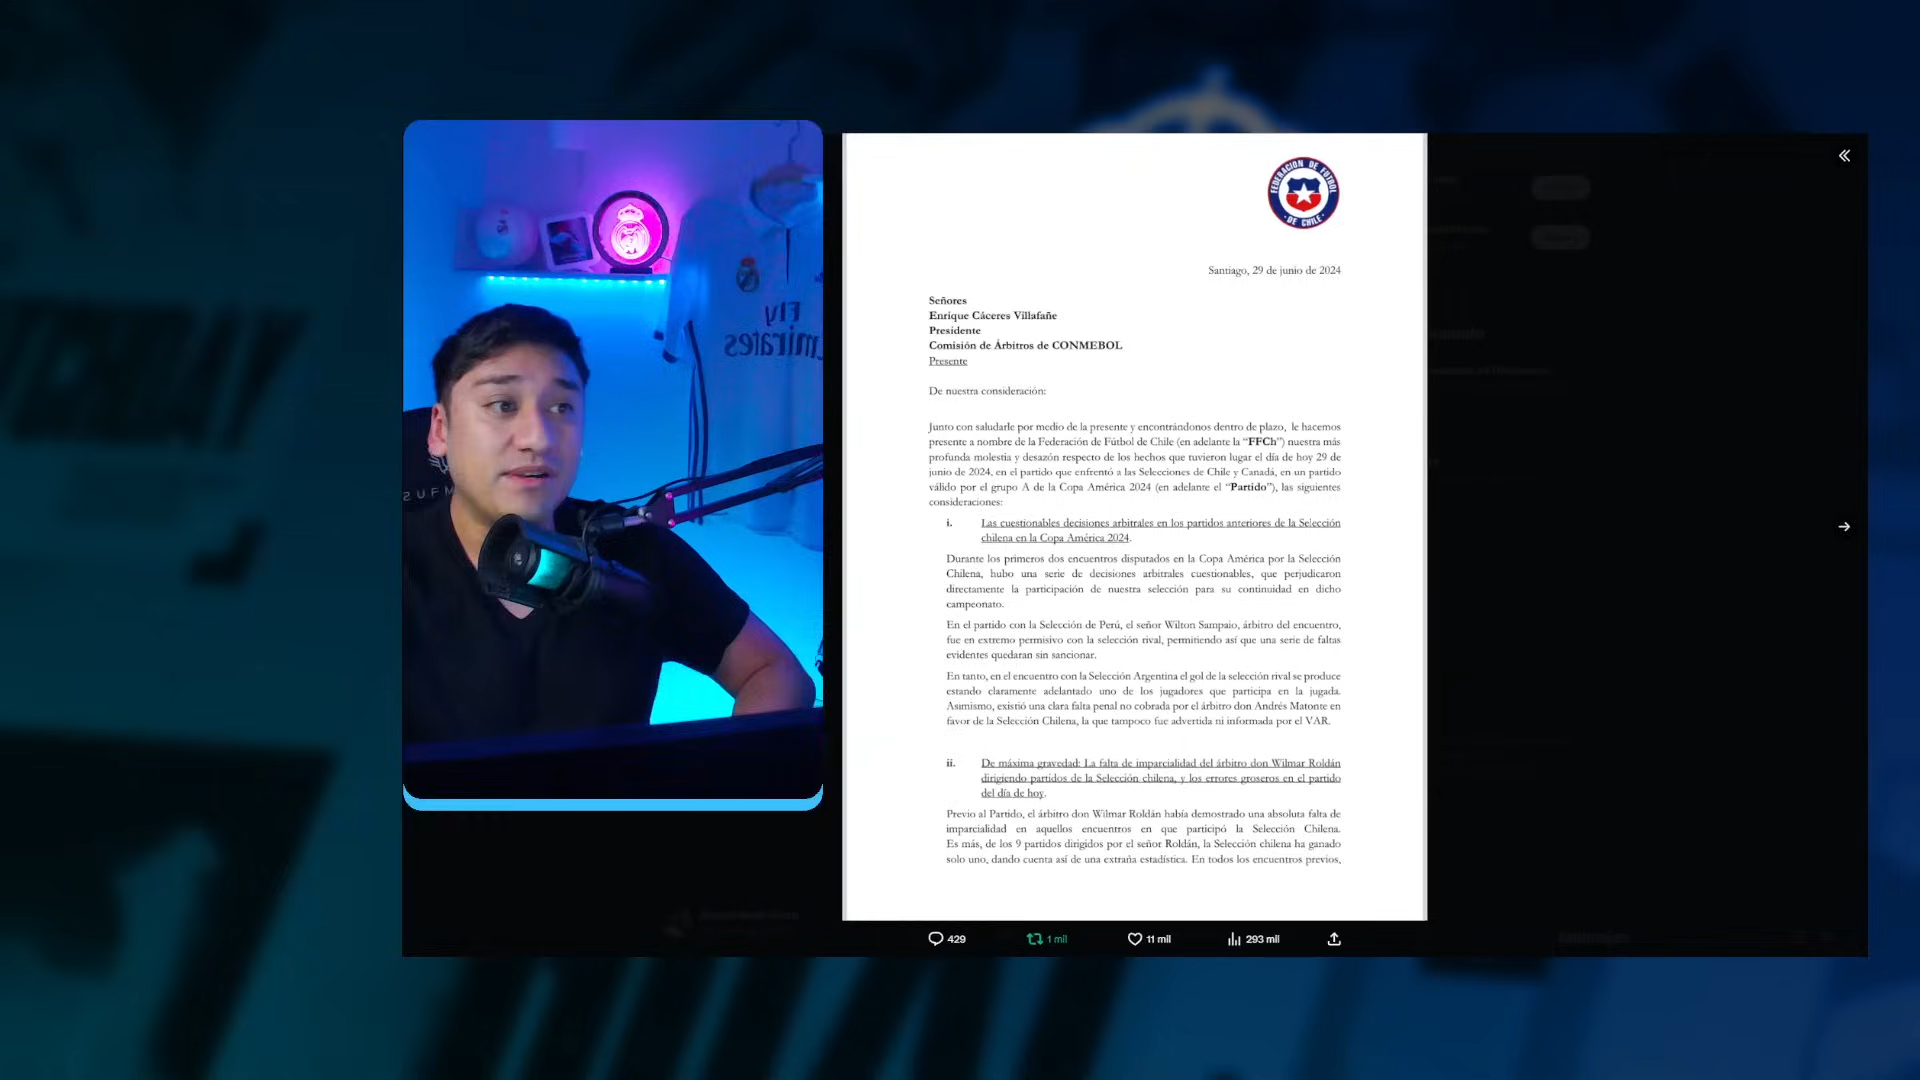 FEDERACION DE FUTBOL
· DE CHILE ·
Santiago, 29 de junio de 2024
Señores
Enrique Cáceres Villafañe
Presidente
Comisión de Árbitros de CONMEBOL
Presente
De nuestra consideración:
Junto con saludarle por medio de la presente y encontrándonos dentro de plazo, le hacemos
presente a nombre de la Federación de Fútbol de Chile (en adelante la “FFCh”) nuestra más
profunda molestia y desazón respecto de los hechos que tuvieron lugar el día de hoy 29 de
junio de 2024, en el partido que enfrentó a las Selecciones de Chile y Canadá, en un partido
válido por el grupo A de la Copa América 2024 (en adelante el “Partido”), las siguientes
consideraciones:
i. Las cuestionables decisiones arbitrales en los partidos anteriores de la Selección
chilena en la Copa América 2024.
Durante los primeros dos encuentros disputados en la Copa América por la Selección
Chilena, hubo una serie de decisiones arbitrales cuestionables, que perjudicaron
directamente la participación de nuestra selección para su continuidad en dicho
campeonato.
En el partido con la Selección de Perú, el señor Wilton Sampaio, árbitro del encuentro,
fue en extremo permisivo con la selección rival, permitiendo así que una serie de faltas
evidentes quedaran sin sancionar.
En tanto, en el encuentro con la Selección Argentina el gol de la selección rival se produce
estando claramente adelantado uno de los jugadores que participa en la jugada.
Asimismo, existió una clara falta penal no cobrada por el árbitro don Andrés Matonte en
favor de la Selección Chilena, la que tampoco fue advertida ni informada por el VAR.
ii. De máxima gravedad: La falta de imparcialidad del árbitro don Wilmar Roldán
dirigiendo partidos de la Selección chilena, y los errores groseros en el partido
del día de hoy.
Previo al Partido, el árbitro don Wilmar Roldán había demostrado una absoluta falta de
imparcialidad en aquellos encuentros en que participó la Selección Chilena.
Es más, de los 9 partidos dirigidos por el señor Roldán, la Selección chilena ha ganado
solo uno, dando cuenta así de una extraña estadística. En todos los encuentros previos,
429 1 mil 11 mil 293 mil
Fly
Emirates